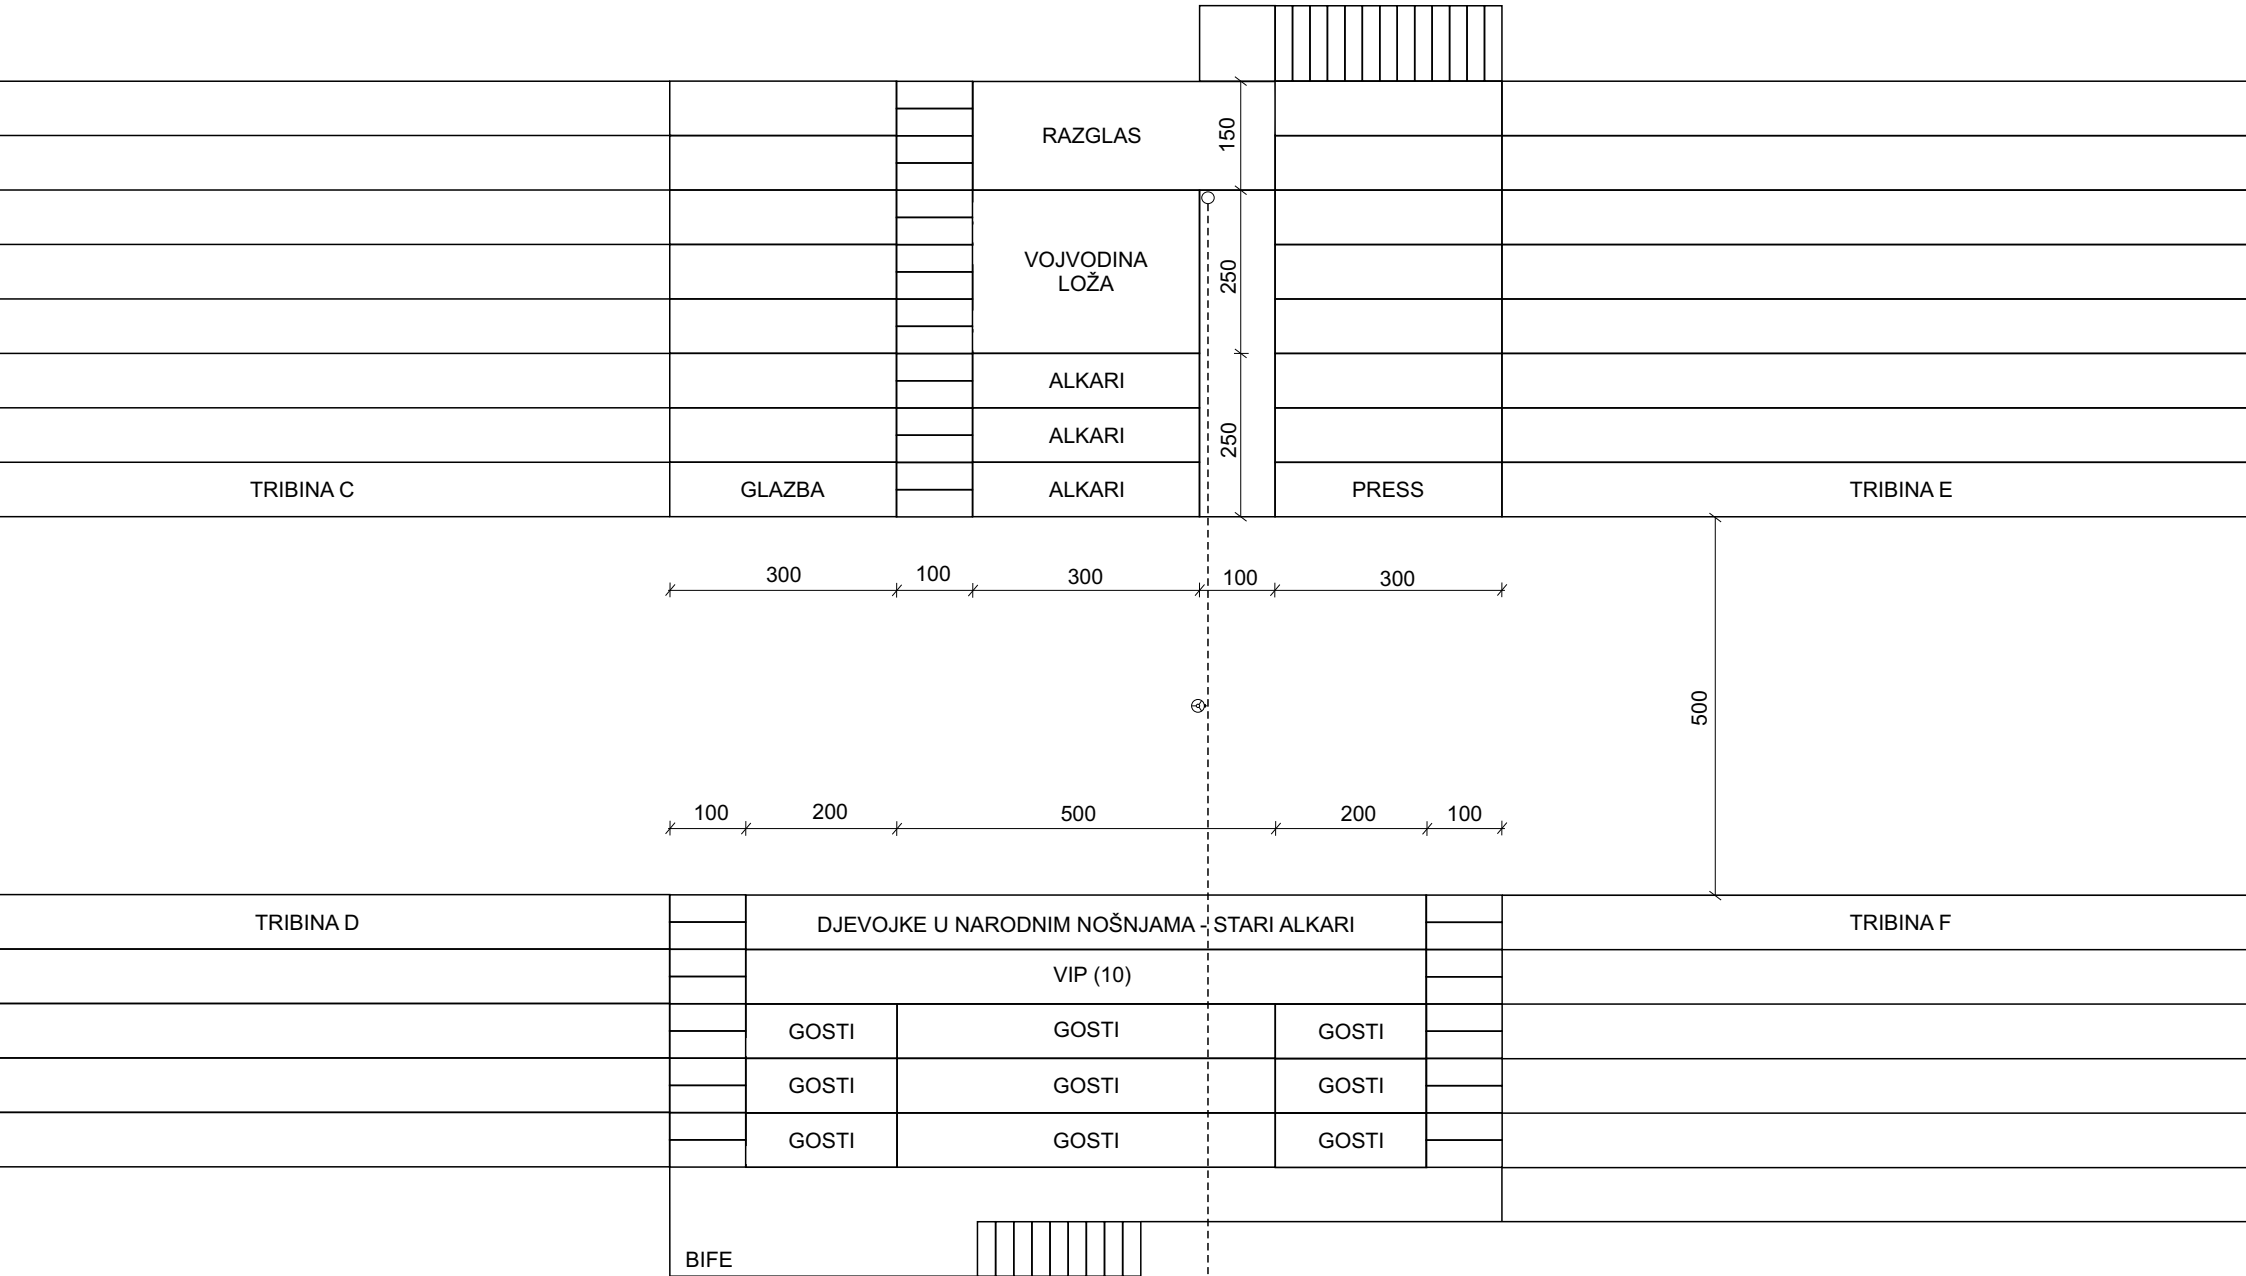 RAZGLAS
150
VOJVODINA
LOŽA
250
ALKARI
ALKARI
250
TRIBINA C
GLAZBA
ALKARI
PRESS
TRIBINA E
300
100
300
100
300
500
100
200
500
200
100
TRIBINA D
DJEVOJKE U NARODNIM NOŠNJAMA - STARI ALKARI
TRIBINA F
VIP (10)
GOSTI
GOSTI
GOSTI
GOSTI
GOSTI
GOSTI
GOSTI
GOSTI
GOSTI
BIFE